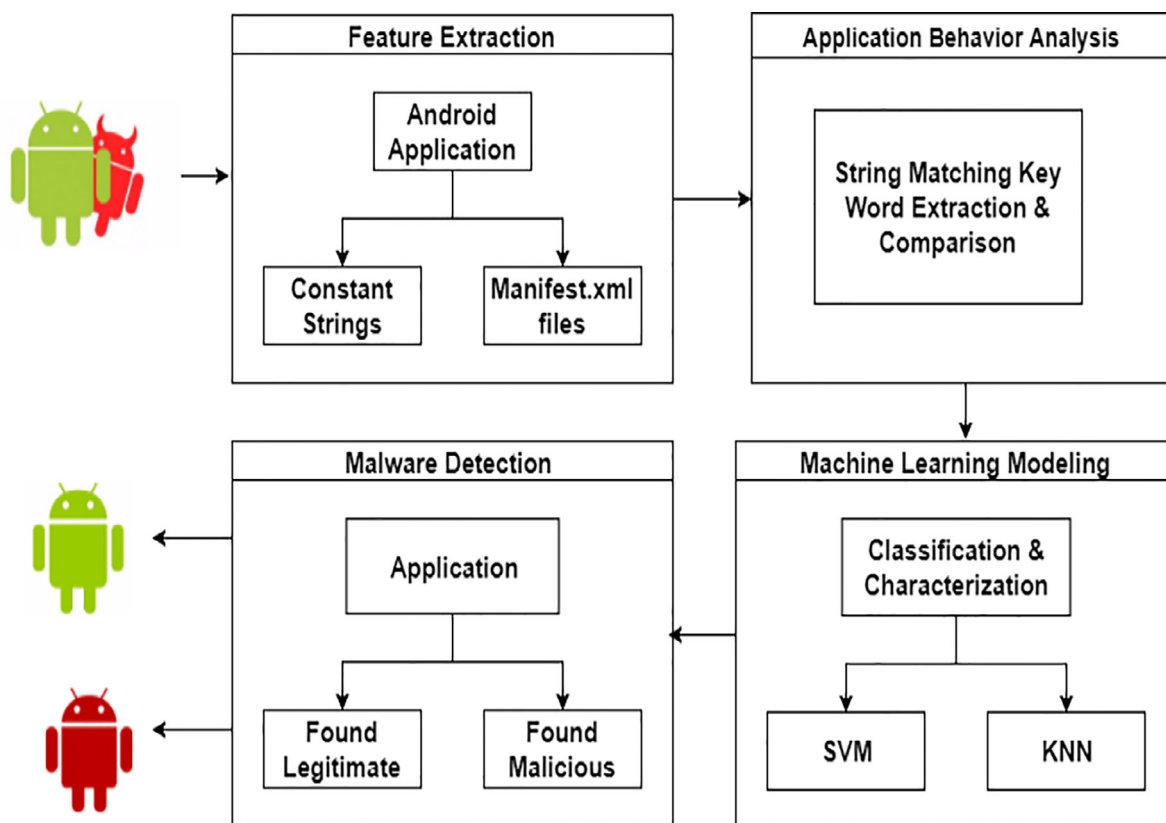 Feature Extraction
Android
Application
Constant
Strings
Manifest.xml
files
Application Behavior Analysis
String Matching Key
Word Extraction &
Comparison
Machine Learning Modeling
Classification &
Characterization
SVM
KNN
Malware Detection
Application
Found
Legitimate
Found
Malicious